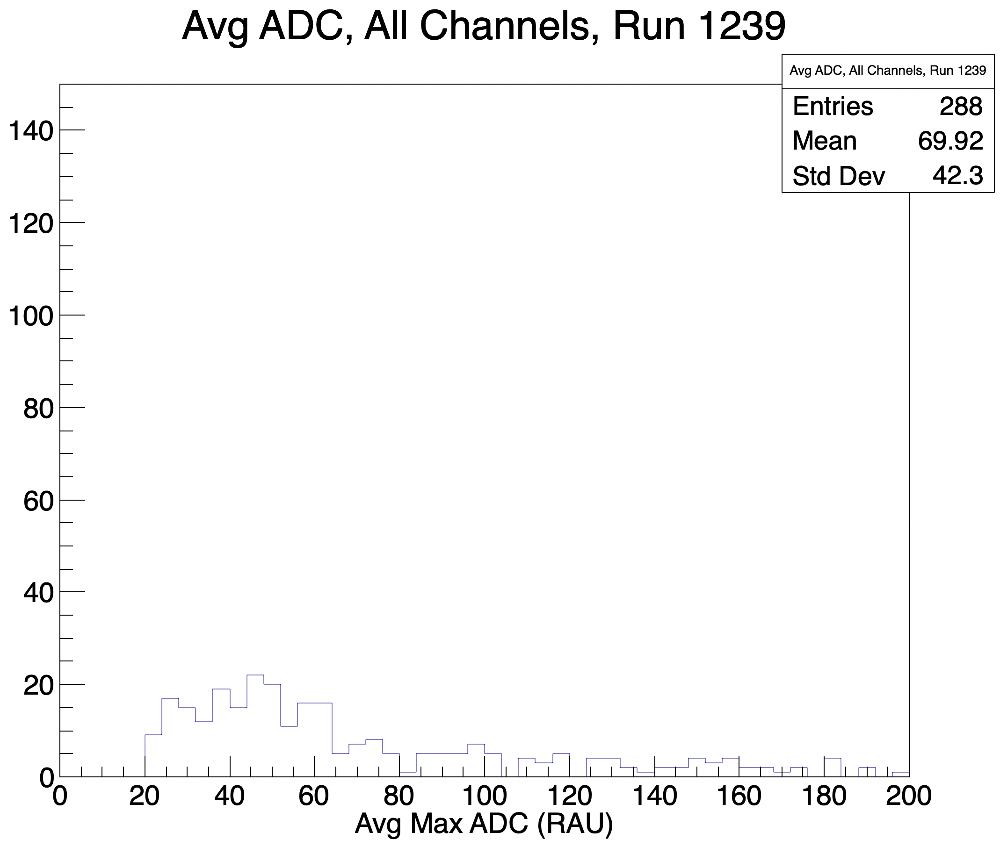 Avg ADC, All Channels, Run 1239
Avg ADC, All Channels, Run 1239
Entries 288
Mean 69.92
Std Dev 42.3
140
120
100
80
60
40
20
0
0 20 40 60 80 100 120 140 160 180 200
Avg Max ADC (RAU)